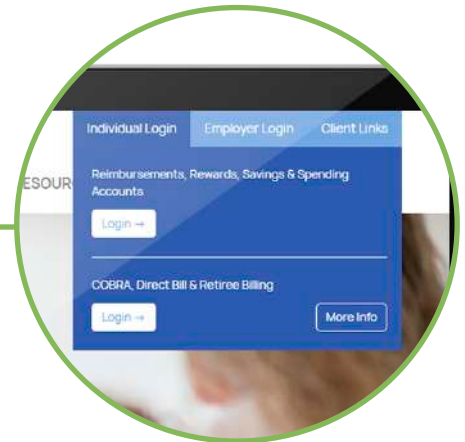 Individual Login Employer Login Client Links
ESOUR
Reimbursements, Rewards, Savings & Spending
Accounts
Login →
COBRA, Direct Bill & Retiree Billing
Login → More Info